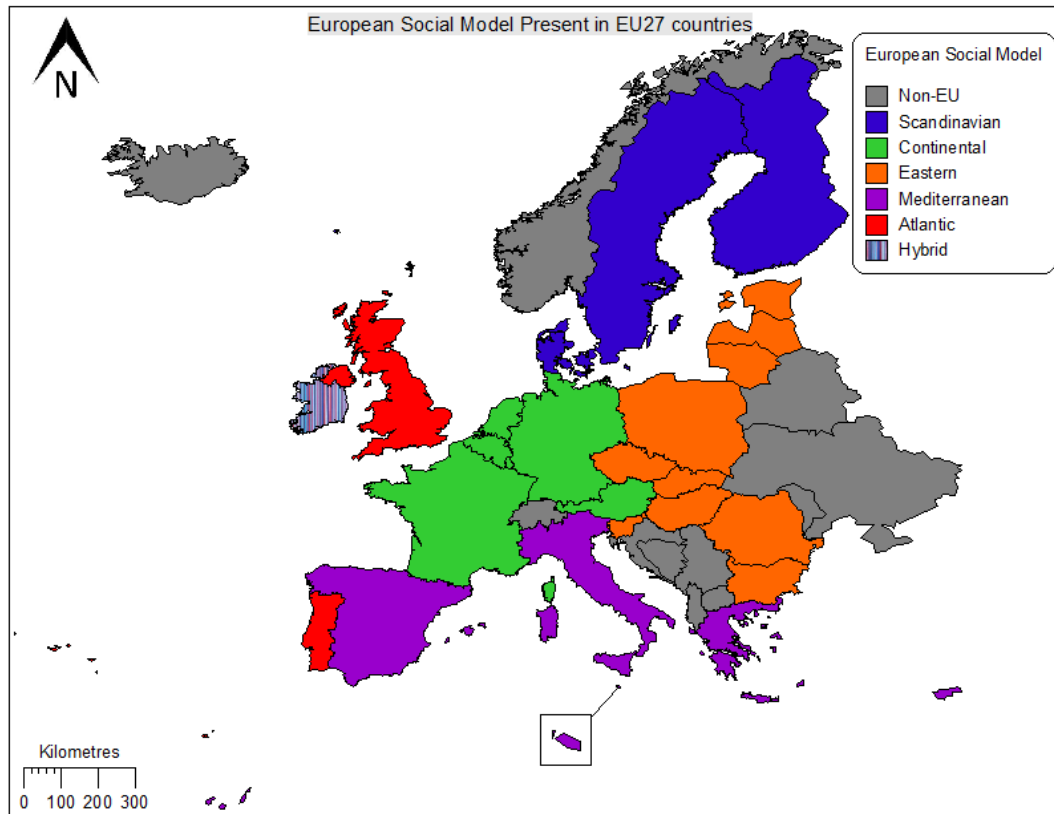 European Social Model Present in EU27 countries
N
European Social Model
Non-EU
Scandinavian
Continental
Eastern
Mediterranean
Atlantic
Hybrid
Kilometres
0 100 200 300